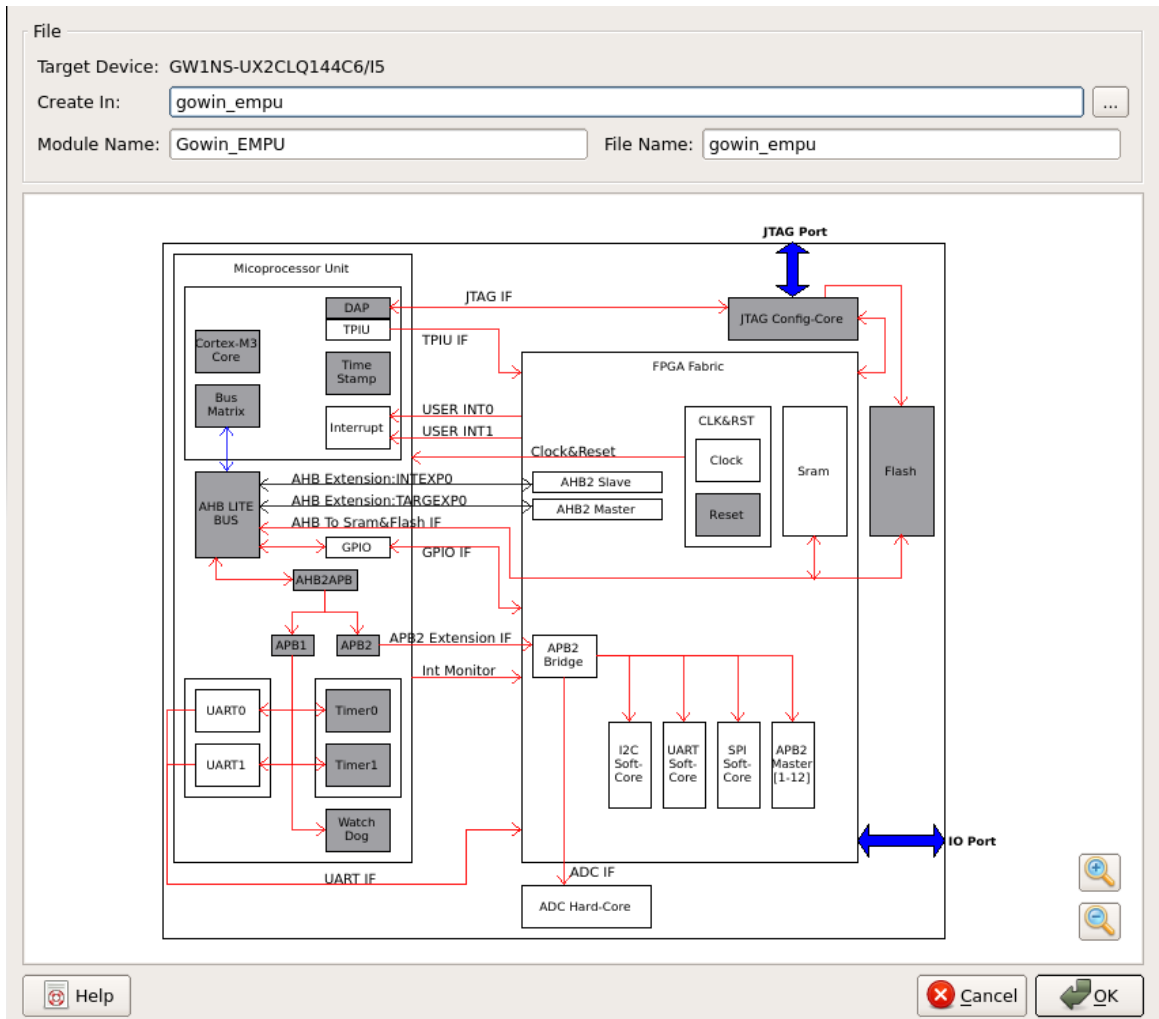 File
Target Device: GW1NS-UX2CLQ144C6/I5
Create In: gowin_empu ...
Module Name: Gowin_EMPU File Name: gowin_empu
JTAG Port
Micoprocessor Unit
DAP
TPIU
Cortex-M3
Core
Time
Stamp
Bus
Matrix
Interrupt
JTAG IF
TPIU IF
JTAG Config-Core
FPGA Fabric
USER INT0
USER INT1
Clock&Reset
CLK&RST
Clock
Reset
Sram
Flash
AHB LITE
BUS
AHB Extension:INTEXP0
AHB Extension:TARGEXP0
AHB To Sram&Flash IF
AHB2 Slave
AHB2 Master
GPIO
GPIO IF
AHB2APB
APB1
APB2
APB2 Extension IF
APB2
Bridge
Int Monitor
UART0
Timer0
UART1
Timer1
Watch
Dog
I2C
Soft-
Core
UART
Soft-
Core
SPI
Soft-
Core
APB2
Master
[1-12]
IO Port
UART IF
ADC IF
ADC Hard-Core
Help
Cancel
OK